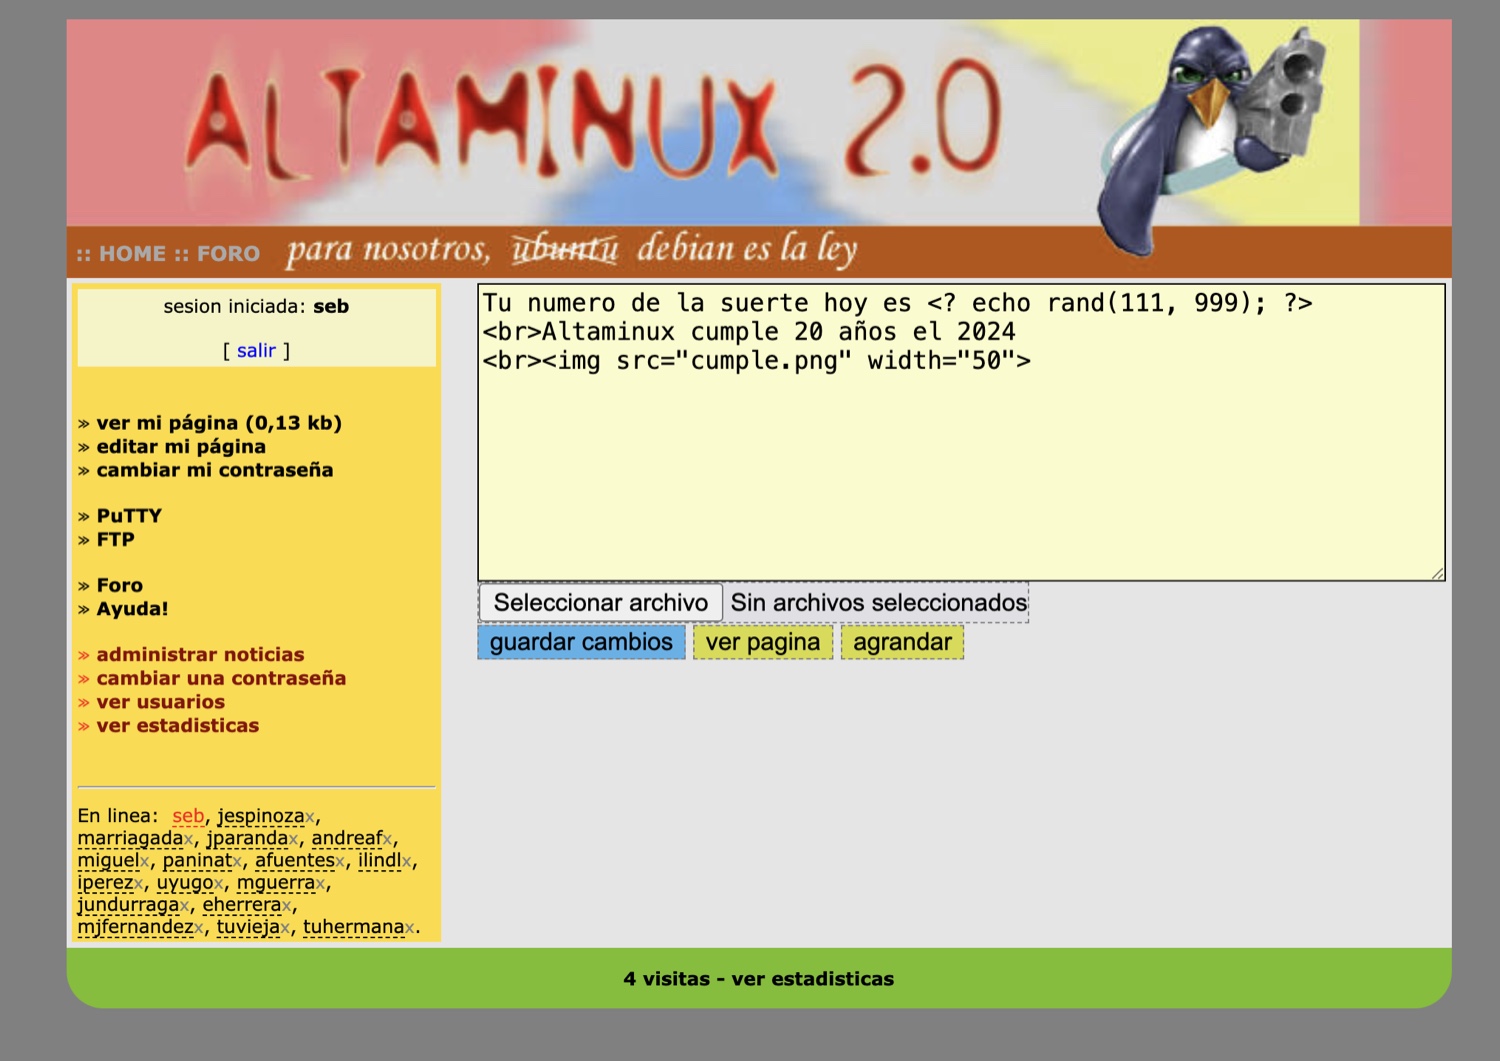 ALTAMINUX 2.0
:: HOME :: FORO para nosotros, ubuntu debian es la ley
sesion iniciada: seb
[ salir ]
» ver mi página (0,13 kb)
» editar mi página
» cambiar mi contraseña
» PuTTY
» FTP
» Foro
» Ayuda!
» administrar noticias
» cambiar una contraseña
» ver usuarios
» ver estadisticas
En linea: seb, jespinozax,
marriagadax, jparandax, andreafx,
miguelx, paninatx, afuentesx, ilindlx,
iperezx, uyugox, mguerrax,
jundurragax, eherrerax,
mjfernandezx, tuviejax, tuhermanax.
Tu numero de la suerte hoy es <? echo rand(111, 999); ?>
<br>Altaminux cumple 20 años el 2024
<br><img src="cumple.png" width="50">
Seleccionar archivo Sin archivos seleccionados
guardar cambios ver pagina agrandar
4 visitas - ver estadisticas